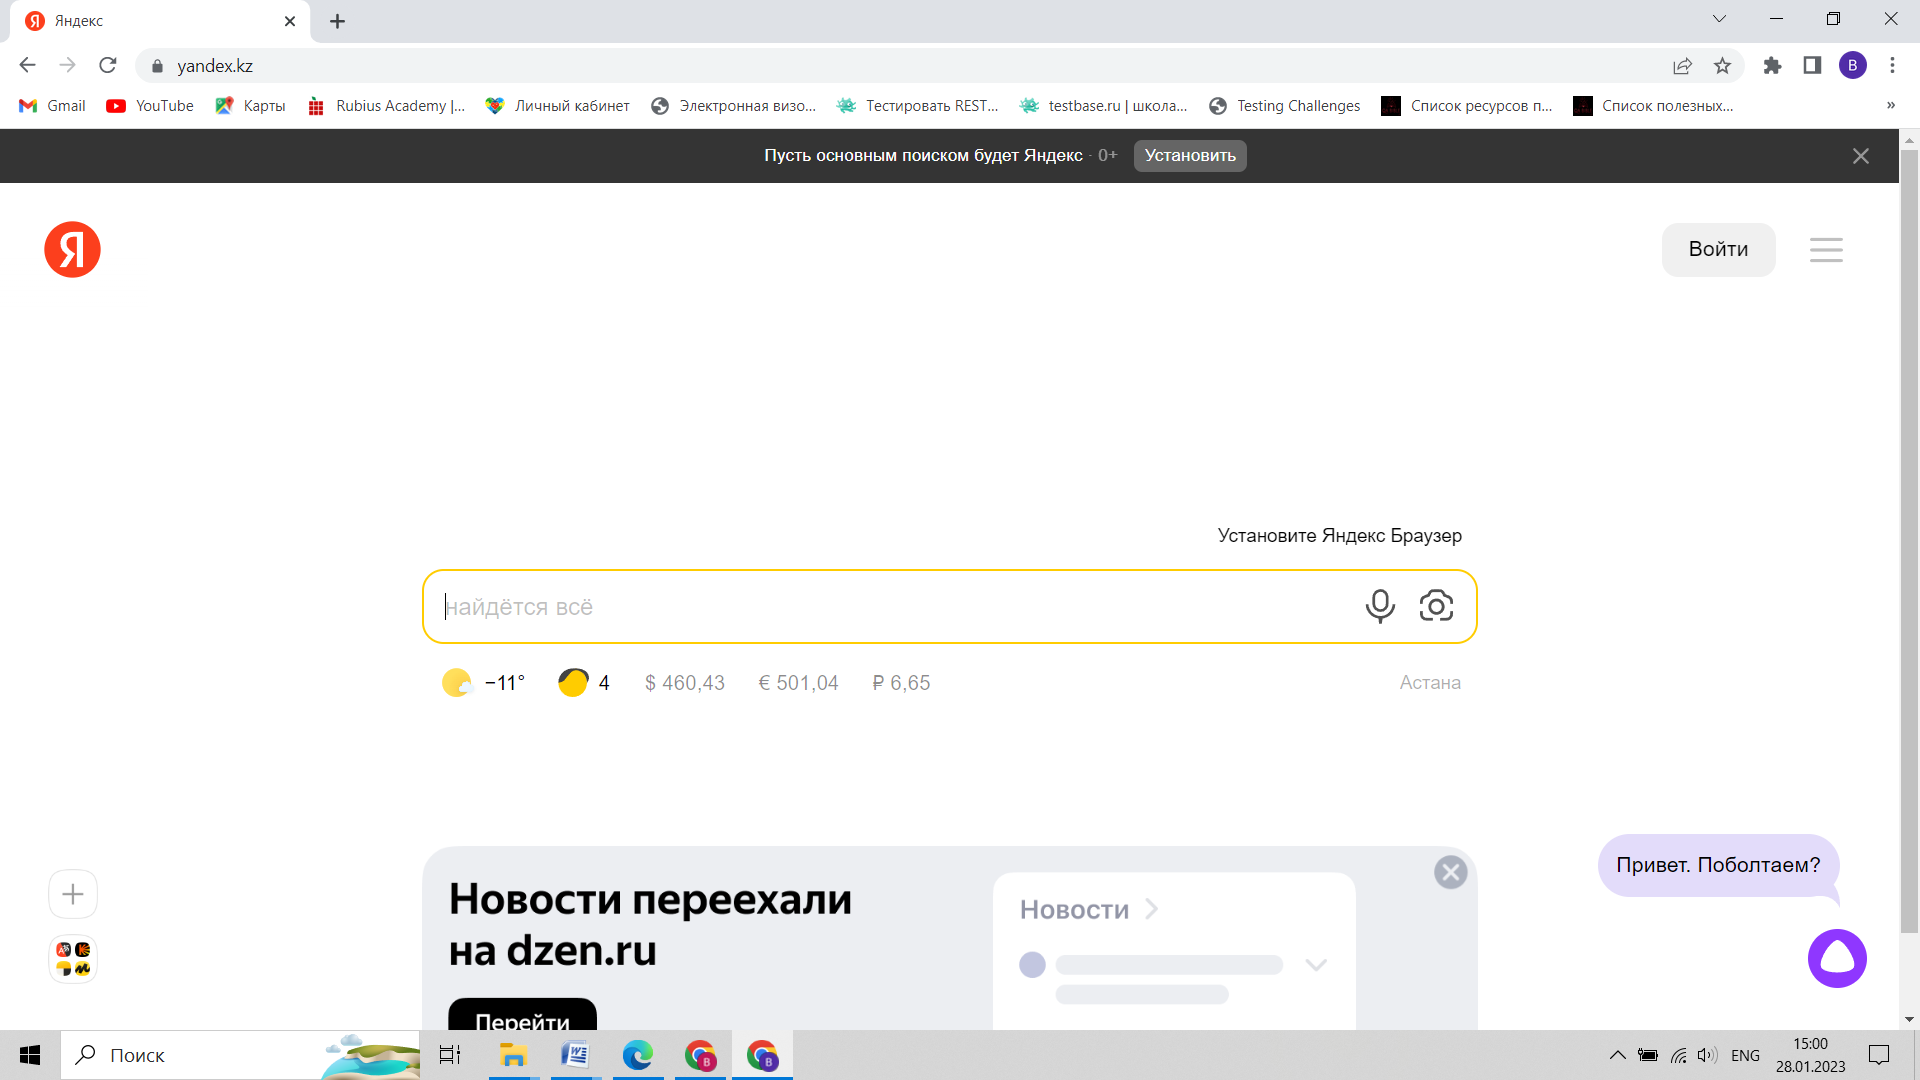 Яндекс
yandex.kz
B
Gmail
YouTube
Карты
Rubius Academy |...
Личный кабинет
Электронная визо...
Тестировать REST...
testbase.ru | школа...
Testing Challenges
Список ресурсов п...
Список полезных...
»
Пусть основным поиском будет Яндекс · 0+
Установить
Я
Войти
Установите Яндекс Браузер
найдётся всё
−11°
4
$ 460,43
€ 501,04
₽ 6,65
Астана
Привет. Поболтаем?
Новости переехали
на dzen.ru
Перейти
Новости
Поиск
ENG
15:00
28.01.2023